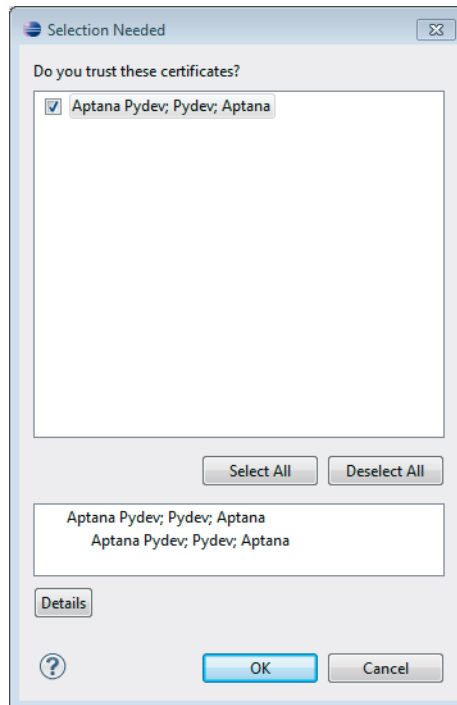 Selection Needed
Do you trust these certificates?
Aptana Pydev; Pydev; Aptana
Select All
Deselect All
Aptana Pydev; Pydev; Aptana
Aptana Pydev; Pydev; Aptana
Details
?
OK
Cancel